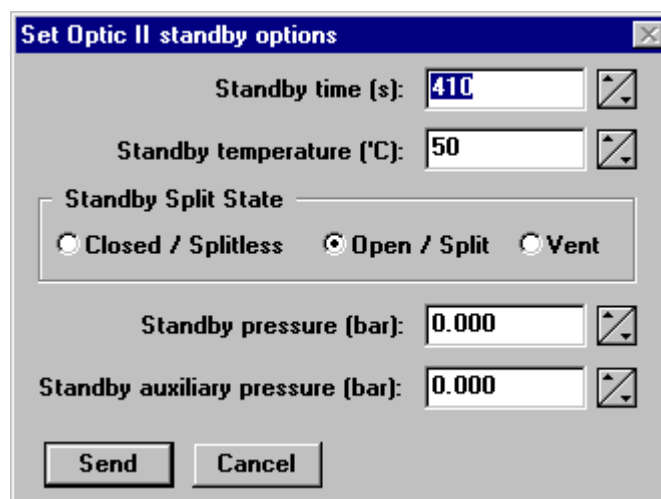 Set Optic II standby options
Standby time (s): 410
Standby temperature ('C): 50
Standby Split State
Closed / Splitless Open / Split Vent
Standby pressure (bar): 0.000
Standby auxiliary pressure (bar): 0.000
Send Cancel